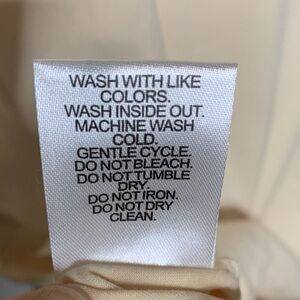 WASH WITH LIKE
COLORS.
WASH INSIDE OUT.
MACHINE WASH
COLD.
GENTLE CYCLE.
DO NOT BLEACH.
DO NOT TUMBLE
DRY.
DO NOT IRON.
DO NOT DRY
CLEAN.